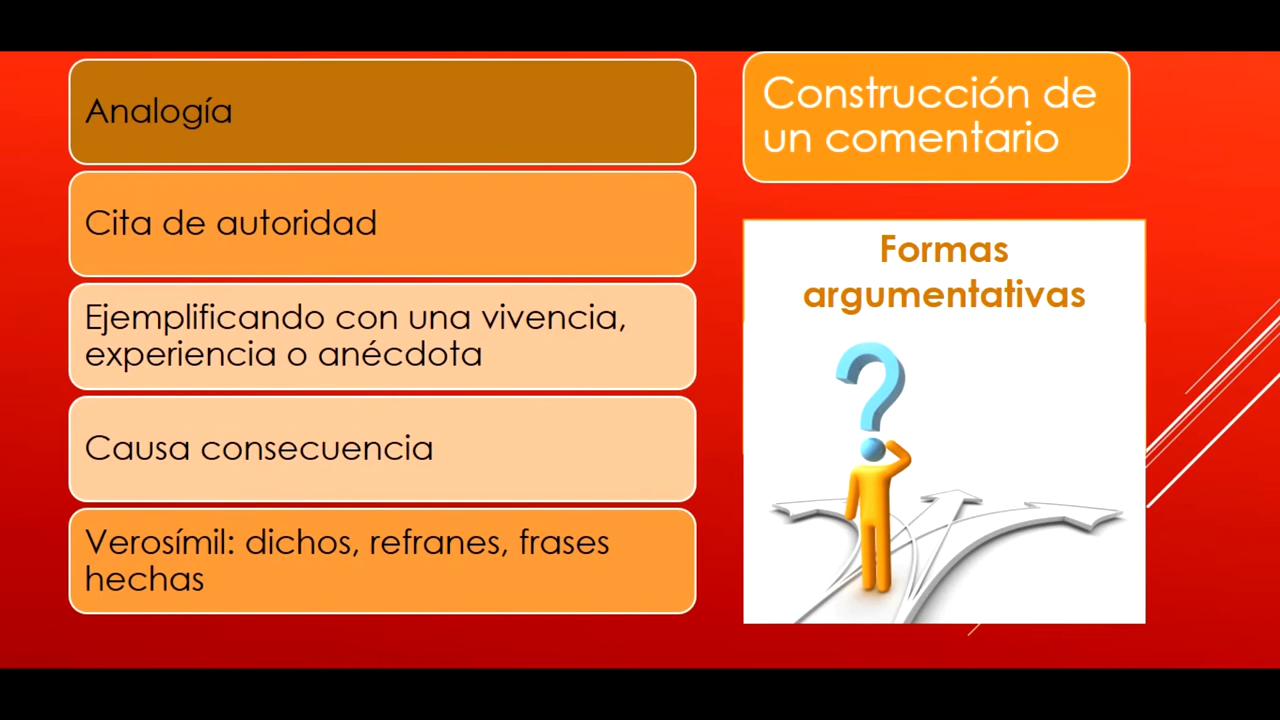 Analogía
Cita de autoridad
Ejemplificando con una vivencia,
experiencia o anécdota
Causa consecuencia
Verosímil: dichos, refranes, frases
hechas
Construcción de
un comentario
Formas
argumentativas